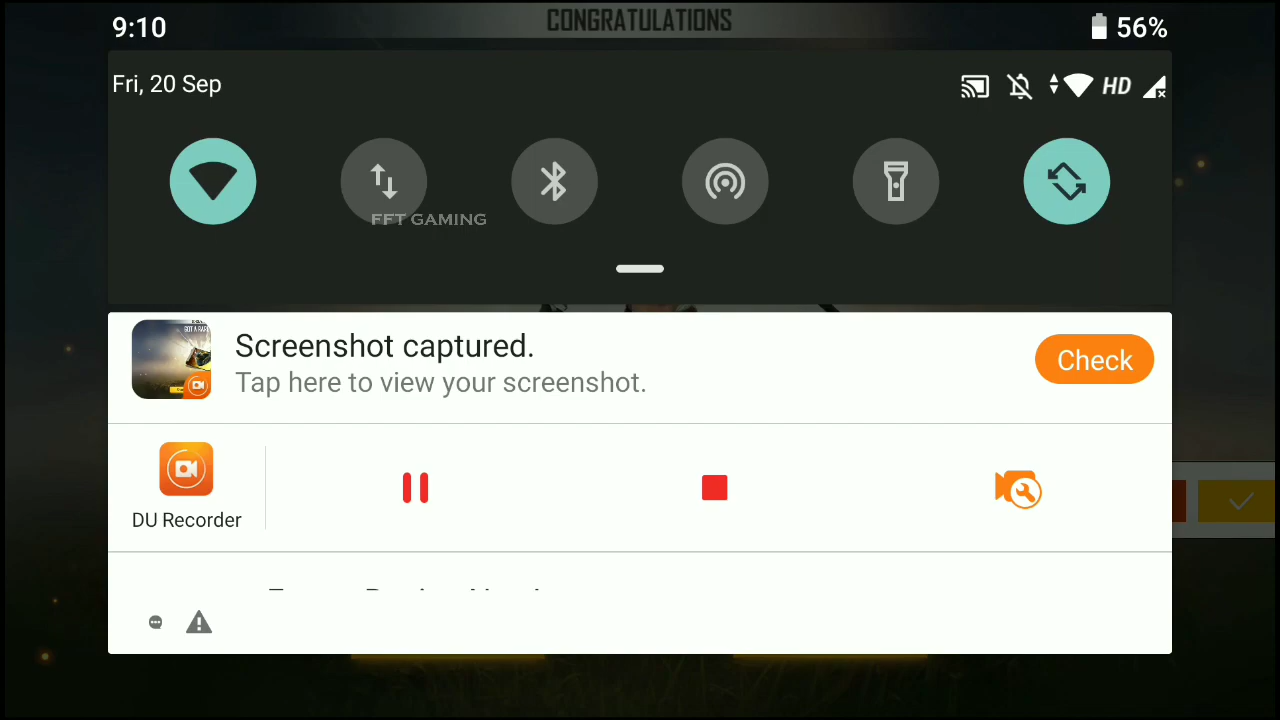 CONGRATULATIONS
9:10
56%
Fri, 20 Sep
HD
FFT GAMING
Screenshot captured.
Tap here to view your screenshot.
Check
DU Recorder